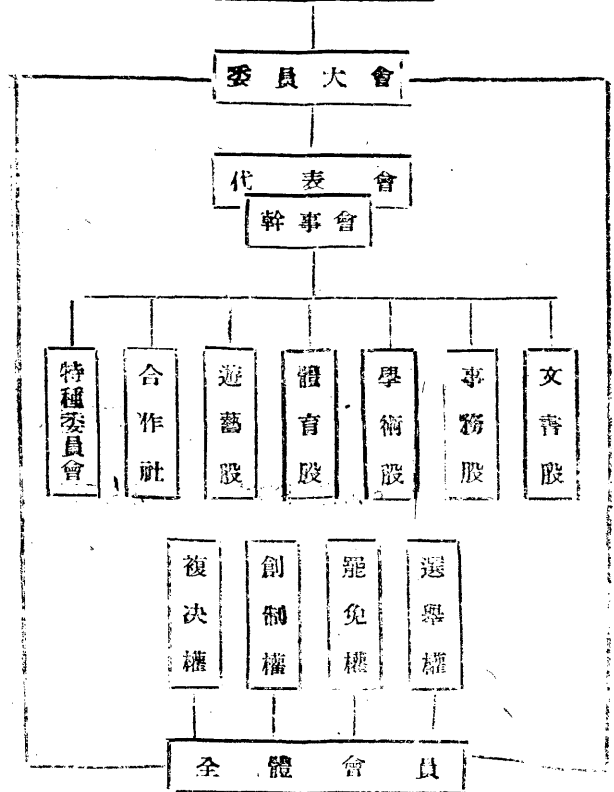 委員大會
代表會
幹事會
文書股
事務股
學術股
體育股
遊藝股
合作社
特種委員會
選舉權
罷免權
創制權
複決權
全體會員